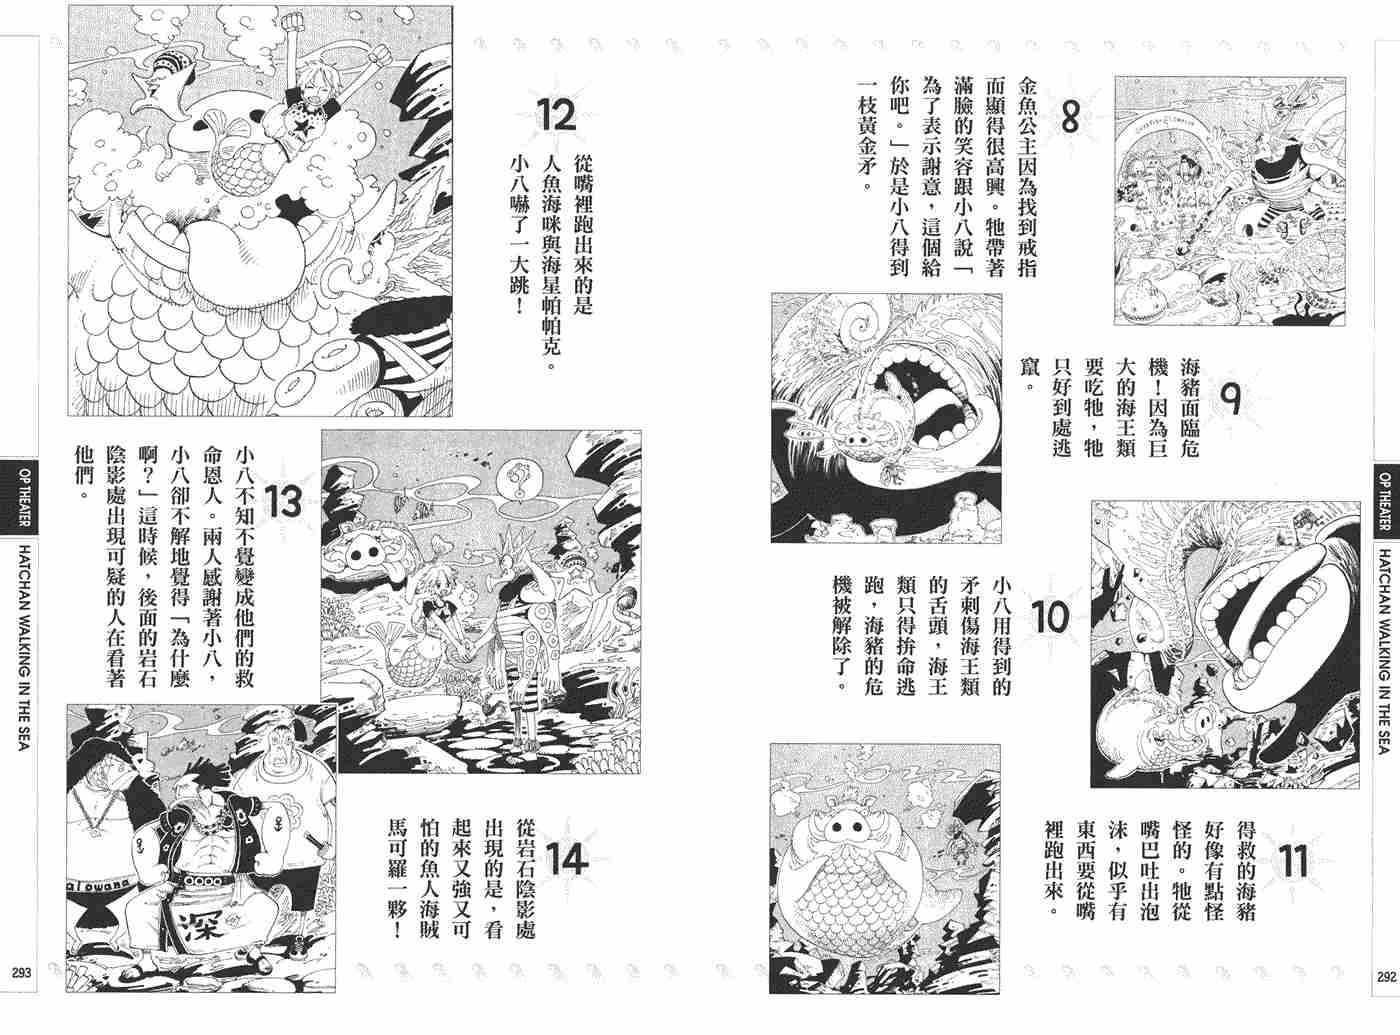 8
金魚公主因為找到戒指
而顯得很高興。牠帶著
滿臉的笑容跟小八說「
為了表示謝意，這個給
你吧。」於是小八得到
一枝黃金矛。
9
海豬面臨危
機！因為巨
大的海王類
要吃牠，牠
只好到處逃
竄。
10
小八用得到的
矛刺傷海王類
的舌頭，海王
類只得拚命逃
跑，海豬的危
機被解除了。
11
得救的海豬
好像有點怪
怪的。牠從
嘴巴吐出泡
沫，似乎有
東西要從嘴
裡跑出來。
OP THEATER
HATCHAN WALKING IN THE SEA
292
12
從嘴裡跑出來的是
人魚海咪與海星帕帕克。
小八嚇了一大跳！
13
小八不知不覺變成他們的救
命恩人。兩人感謝著小八，
小八卻不解地覺得「為什麼
啊？」這時候，後面的岩石
陰影處出現可疑的人在看著
他們。
14
從岩石陰影處
出現的是，看
起來又強又可
怕的魚人海賊
馬可羅一夥！
alowana
深
OP THEATER
HATCHAN WALKING IN THE SEA
293